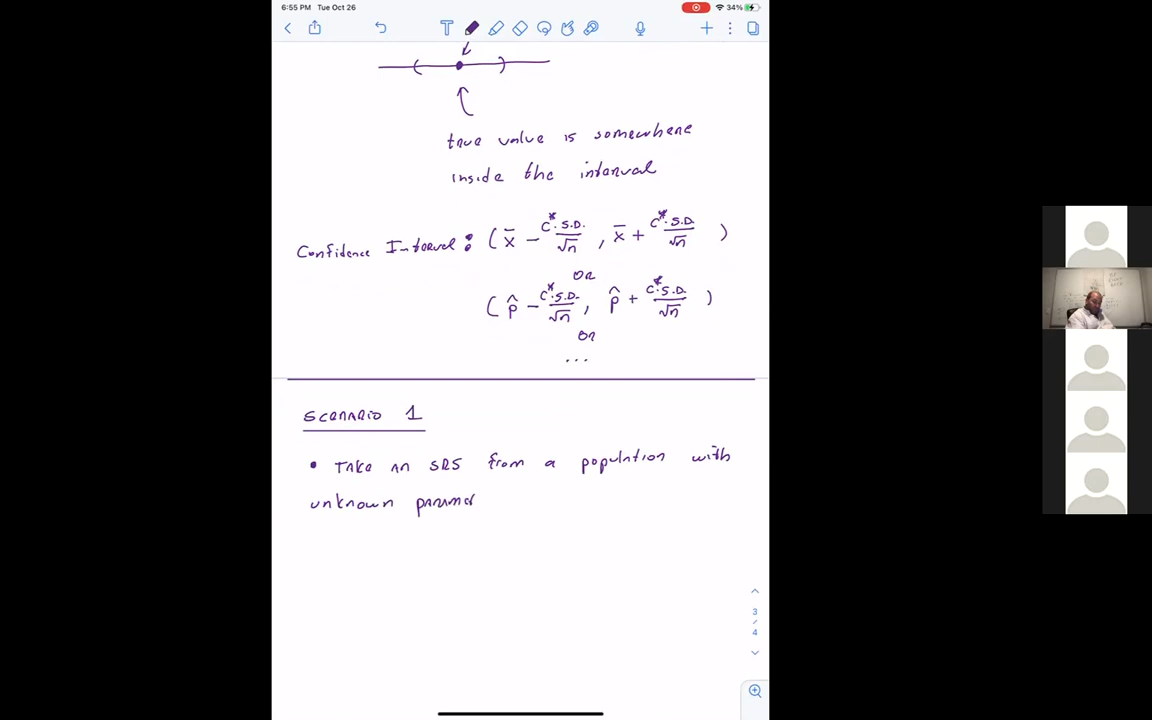 6:55 PM Tue Oct 26
34%
true value is somewhere
inside the interval
Confidence Interval: (x̄ − C*·S.D./√n , x̄ + C*·S.D./√n )
OR
( p̂ − C*·S.D./√n , p̂ + C*·S.D./√n )
OR
...
SCENARIO 1
• TAKE AN SRS from a population with
unknown paramet
3
/
4